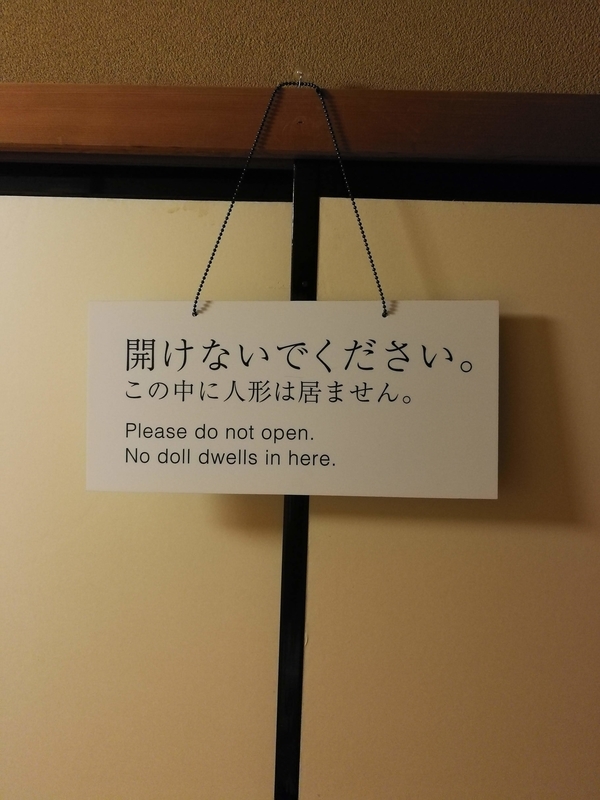 開けないでください。
この中に人形は居ません。
Please do not open.
No doll dwells in here.